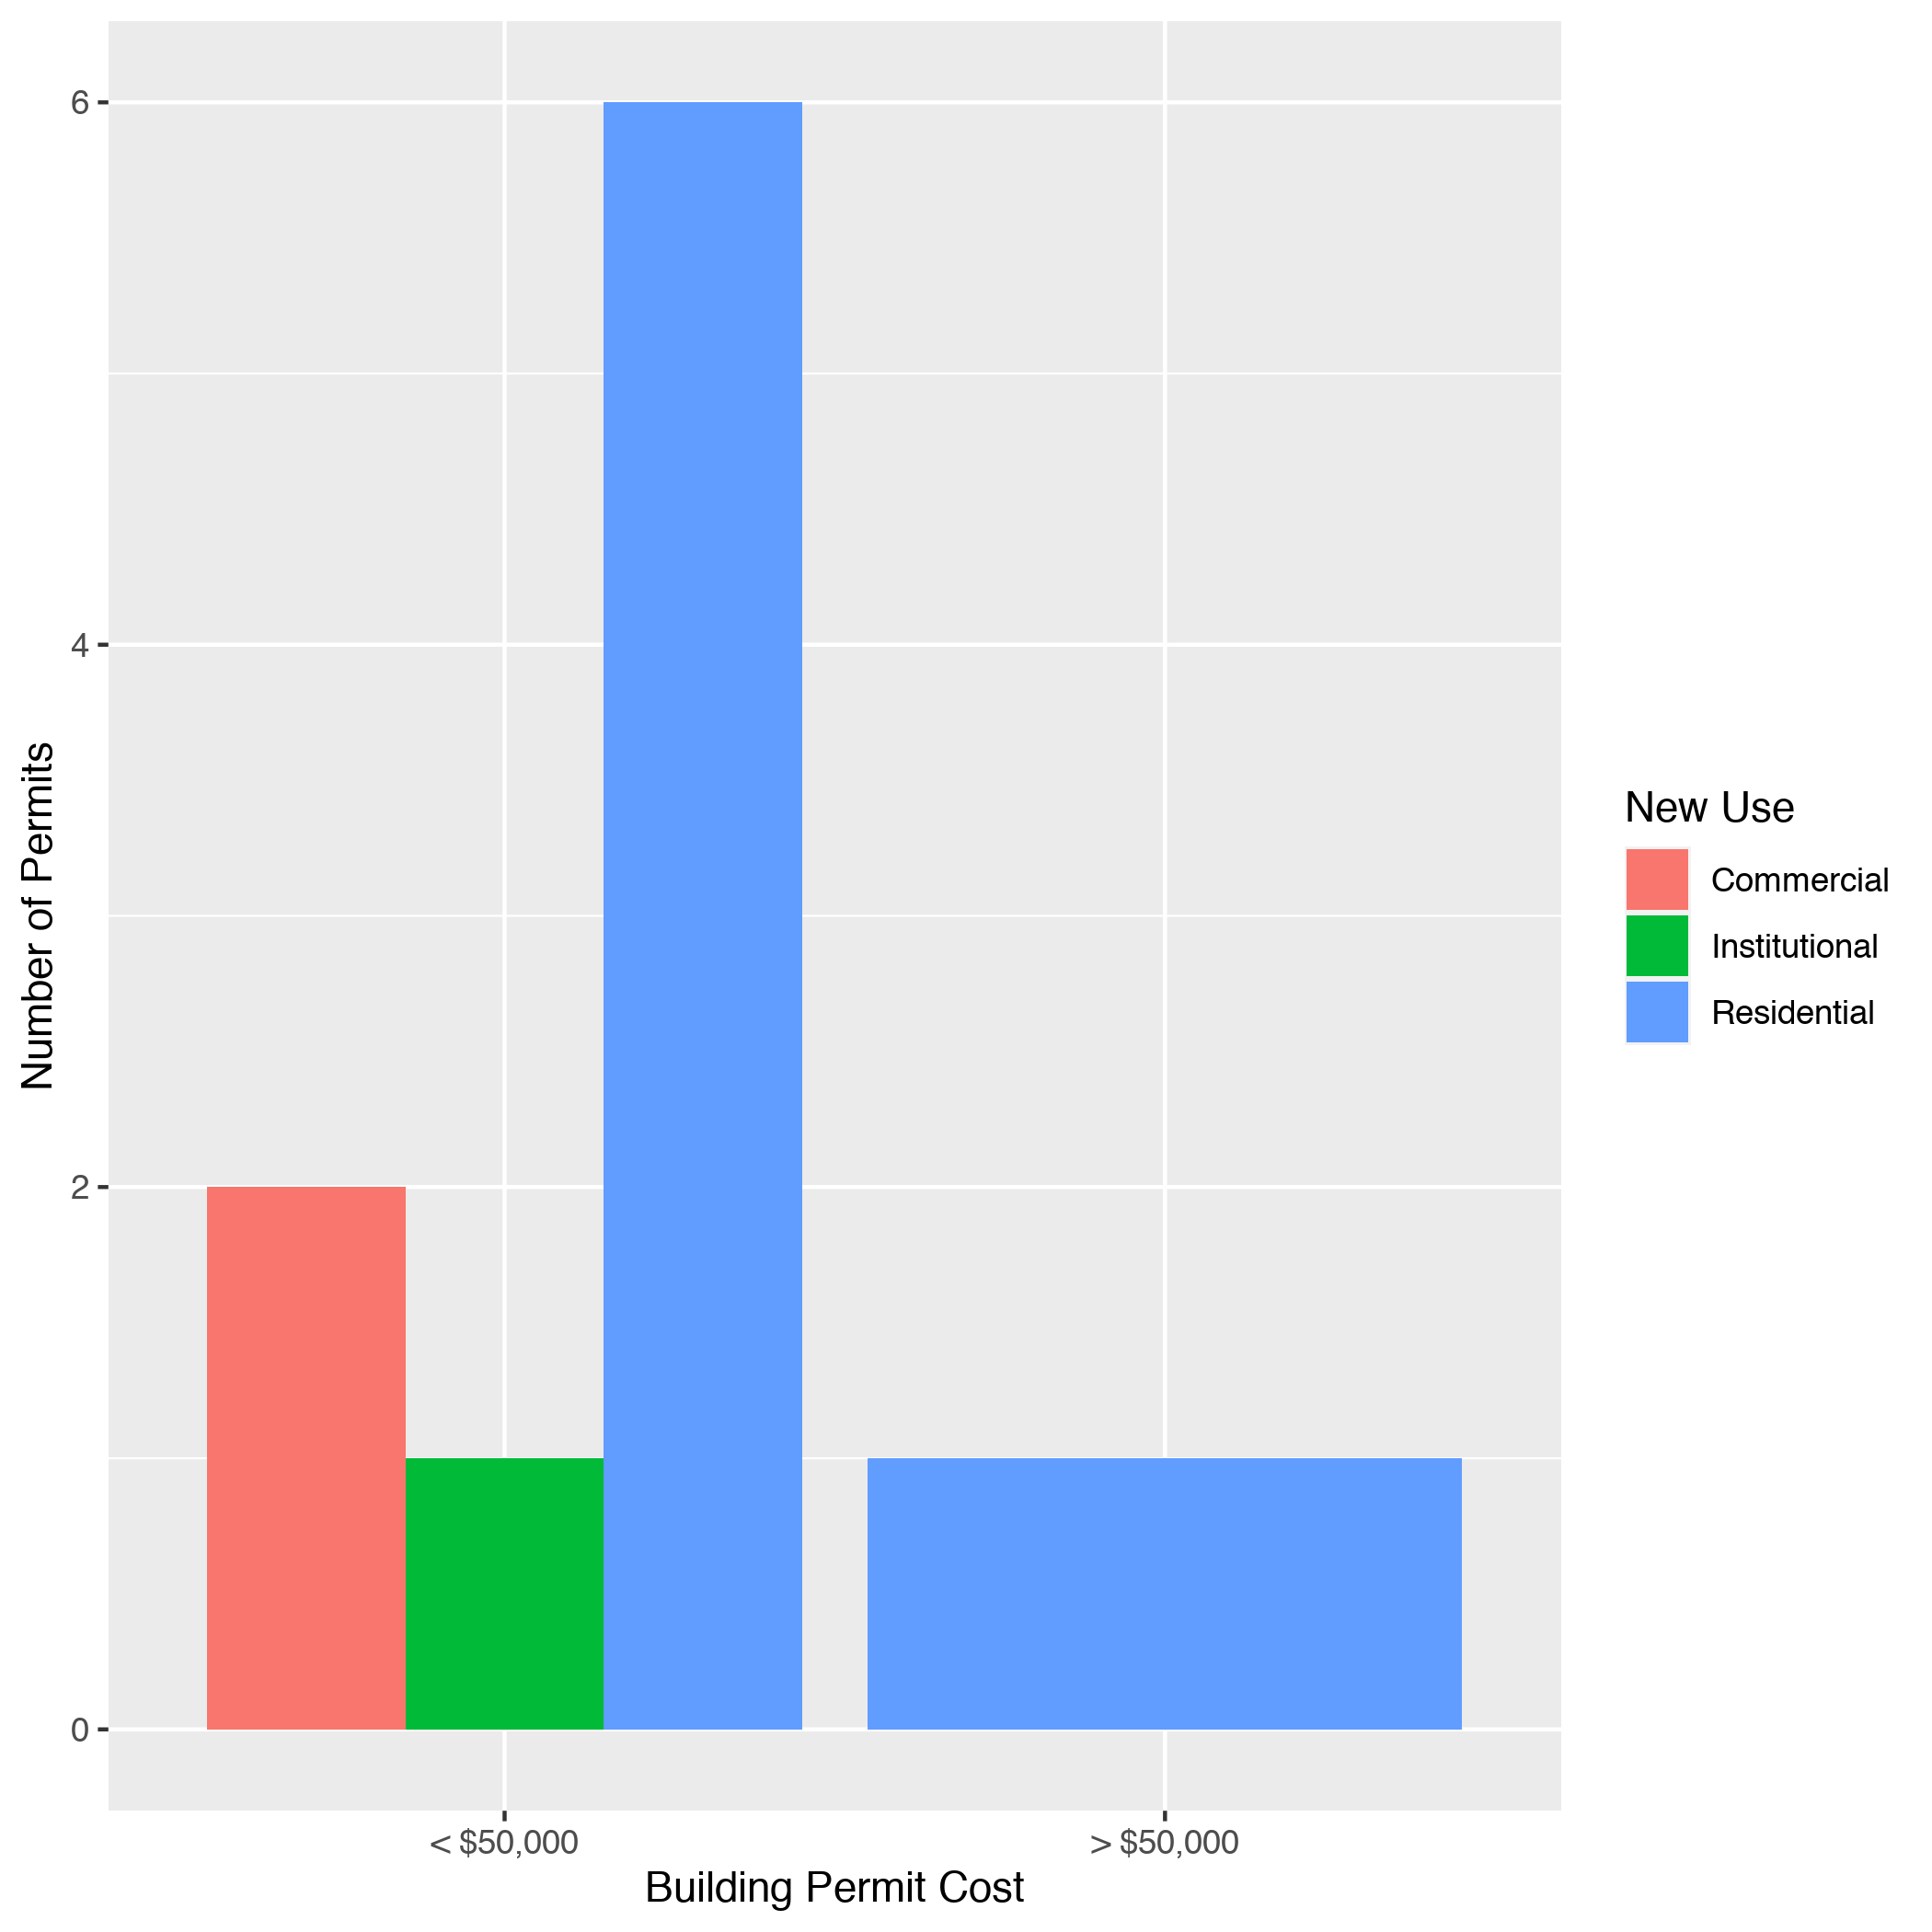 6
4
2
0
Number of Permits
< $50,000
> $50,000
Building Permit Cost
New Use
Commercial
Institutional
Residential